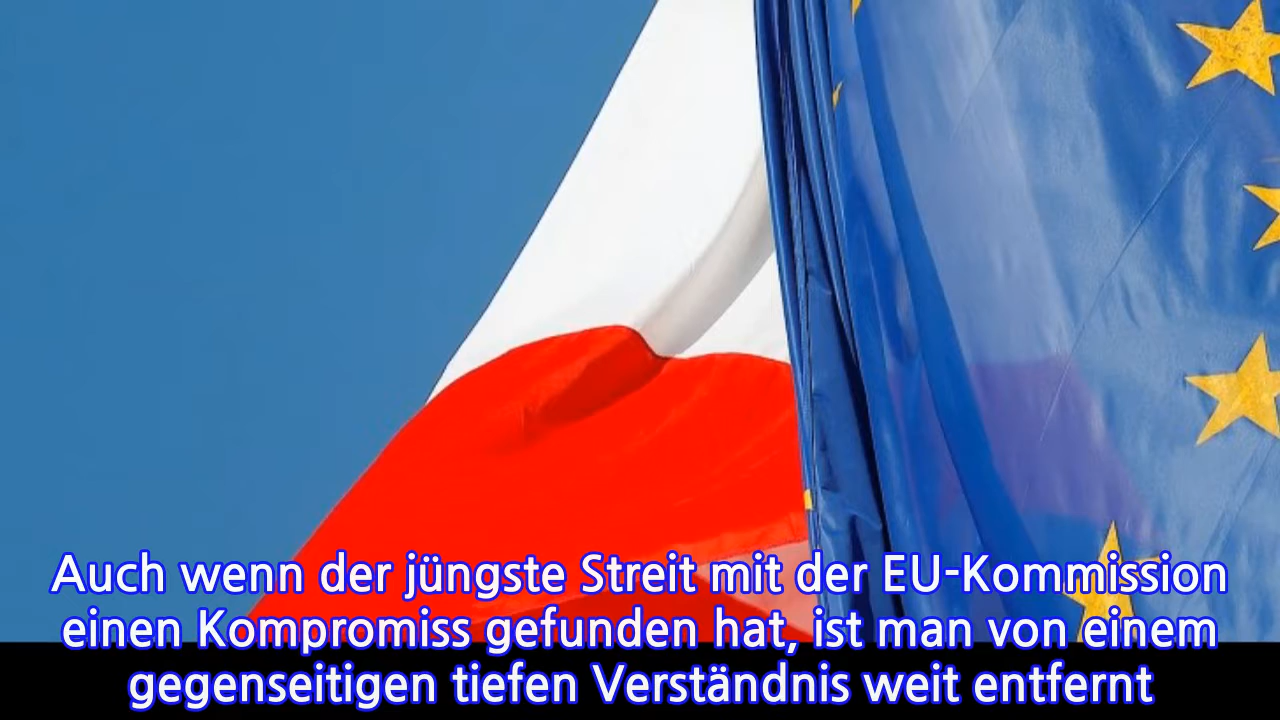 Auch wenn der jüngste Streit mit der EU-Kommission
einen Kompromiss gefunden hat, ist man von einem
gegenseitigen tiefen Verständnis weit entfernt